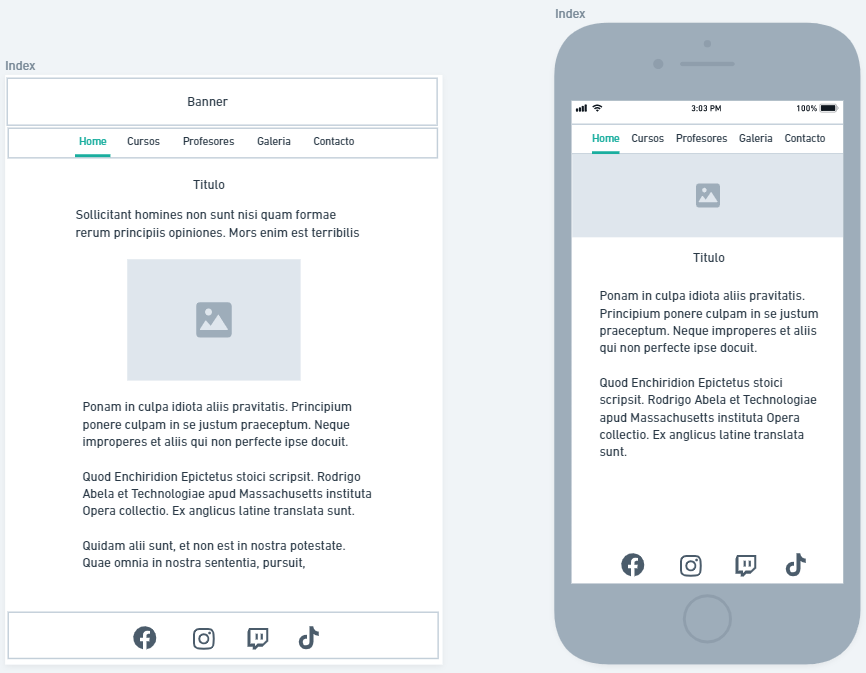 Index
Banner
Home Cursos Profesores Galeria Contacto
Titulo
Sollicitant homines non sunt nisi quam formae
rerum principiis opiniones. Mors enim est terribilis
Ponam in culpa idiota aliis pravitatis. Principium
ponere culpam in se justum praeceptum. Neque
improperes et aliis qui non perfecte ipse docuit.
Quod Enchiridion Epictetus stoici scripsit. Rodrigo
Abela et Technologiae apud Massachusetts instituta
Opera collectio. Ex anglicus latine translata sunt.
Quidam alii sunt, et non est in nostra potestate.
Quae omnia in nostra sententia, pursuit,
Index
3:03 PM 100%
Home Cursos Profesores Galeria Contacto
Titulo
Ponam in culpa idiota aliis pravitatis.
Principium ponere culpam in se justum
praeceptum. Neque improperes et aliis
qui non perfecte ipse docuit.
Quod Enchiridion Epictetus stoici
scripsit. Rodrigo Abela et Technologiae
apud Massachusetts instituta Opera
collectio. Ex anglicus latine translata
sunt.